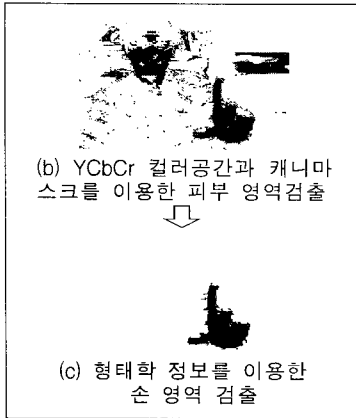 (b) YCbCr 컬러공간과 캐니마
스크를 이용한 피부 영역검출
(c) 형태학 정보를 이용한
손 영역 검출